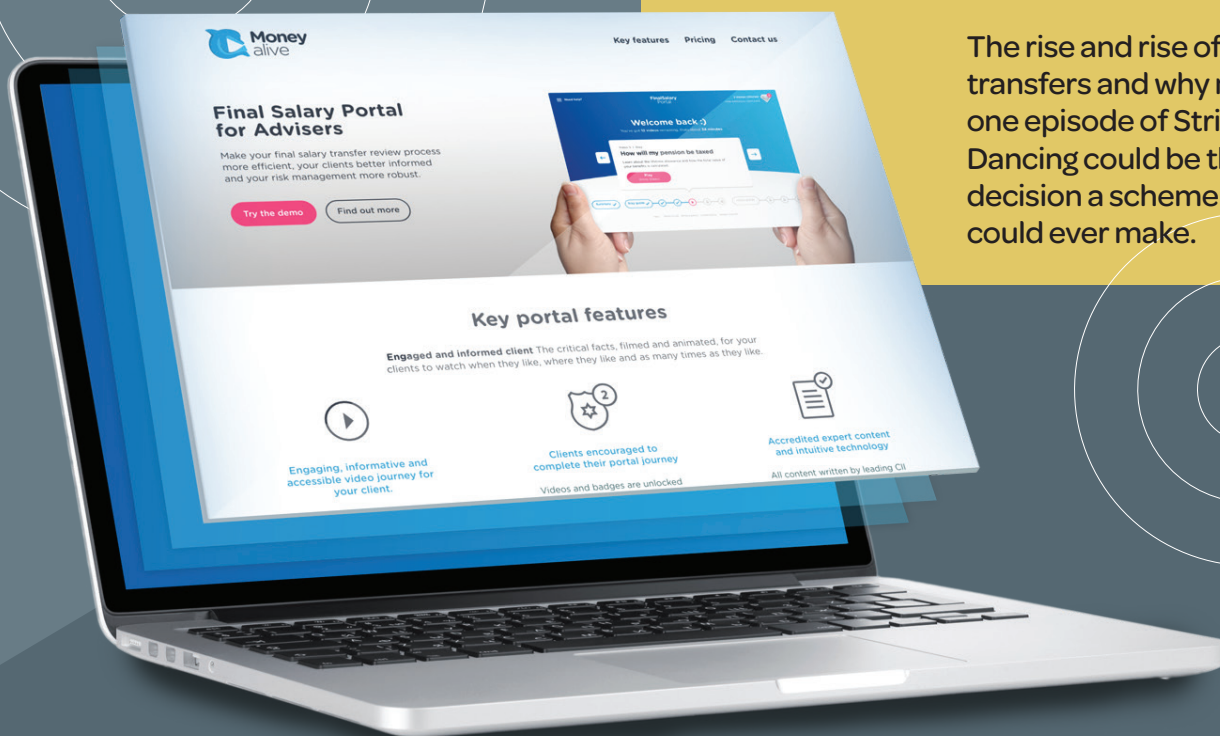 Money
alive
Key features Pricing Contact us
Final Salary Portal
for Advisers
Make your final salary transfer review process
more efficient, your clients better informed
and your risk management more robust.
Try the demo
Find out more
Welcome back :)
How will my pension be taxed
Key portal features
Engaged and informed client The critical facts, filmed and animated, for your
clients to watch when they like, where they like and as many times as they like.
2
Engaging, informative and
accessible video journey for
your client.
Clients encouraged to
complete their portal journey
Videos and badges are unlocked
Accredited expert content
and intuitive technology
All content written by leading CII
The rise and rise of
transfers and why
one episode of
Dancing could be
decision a scheme
could ever make.